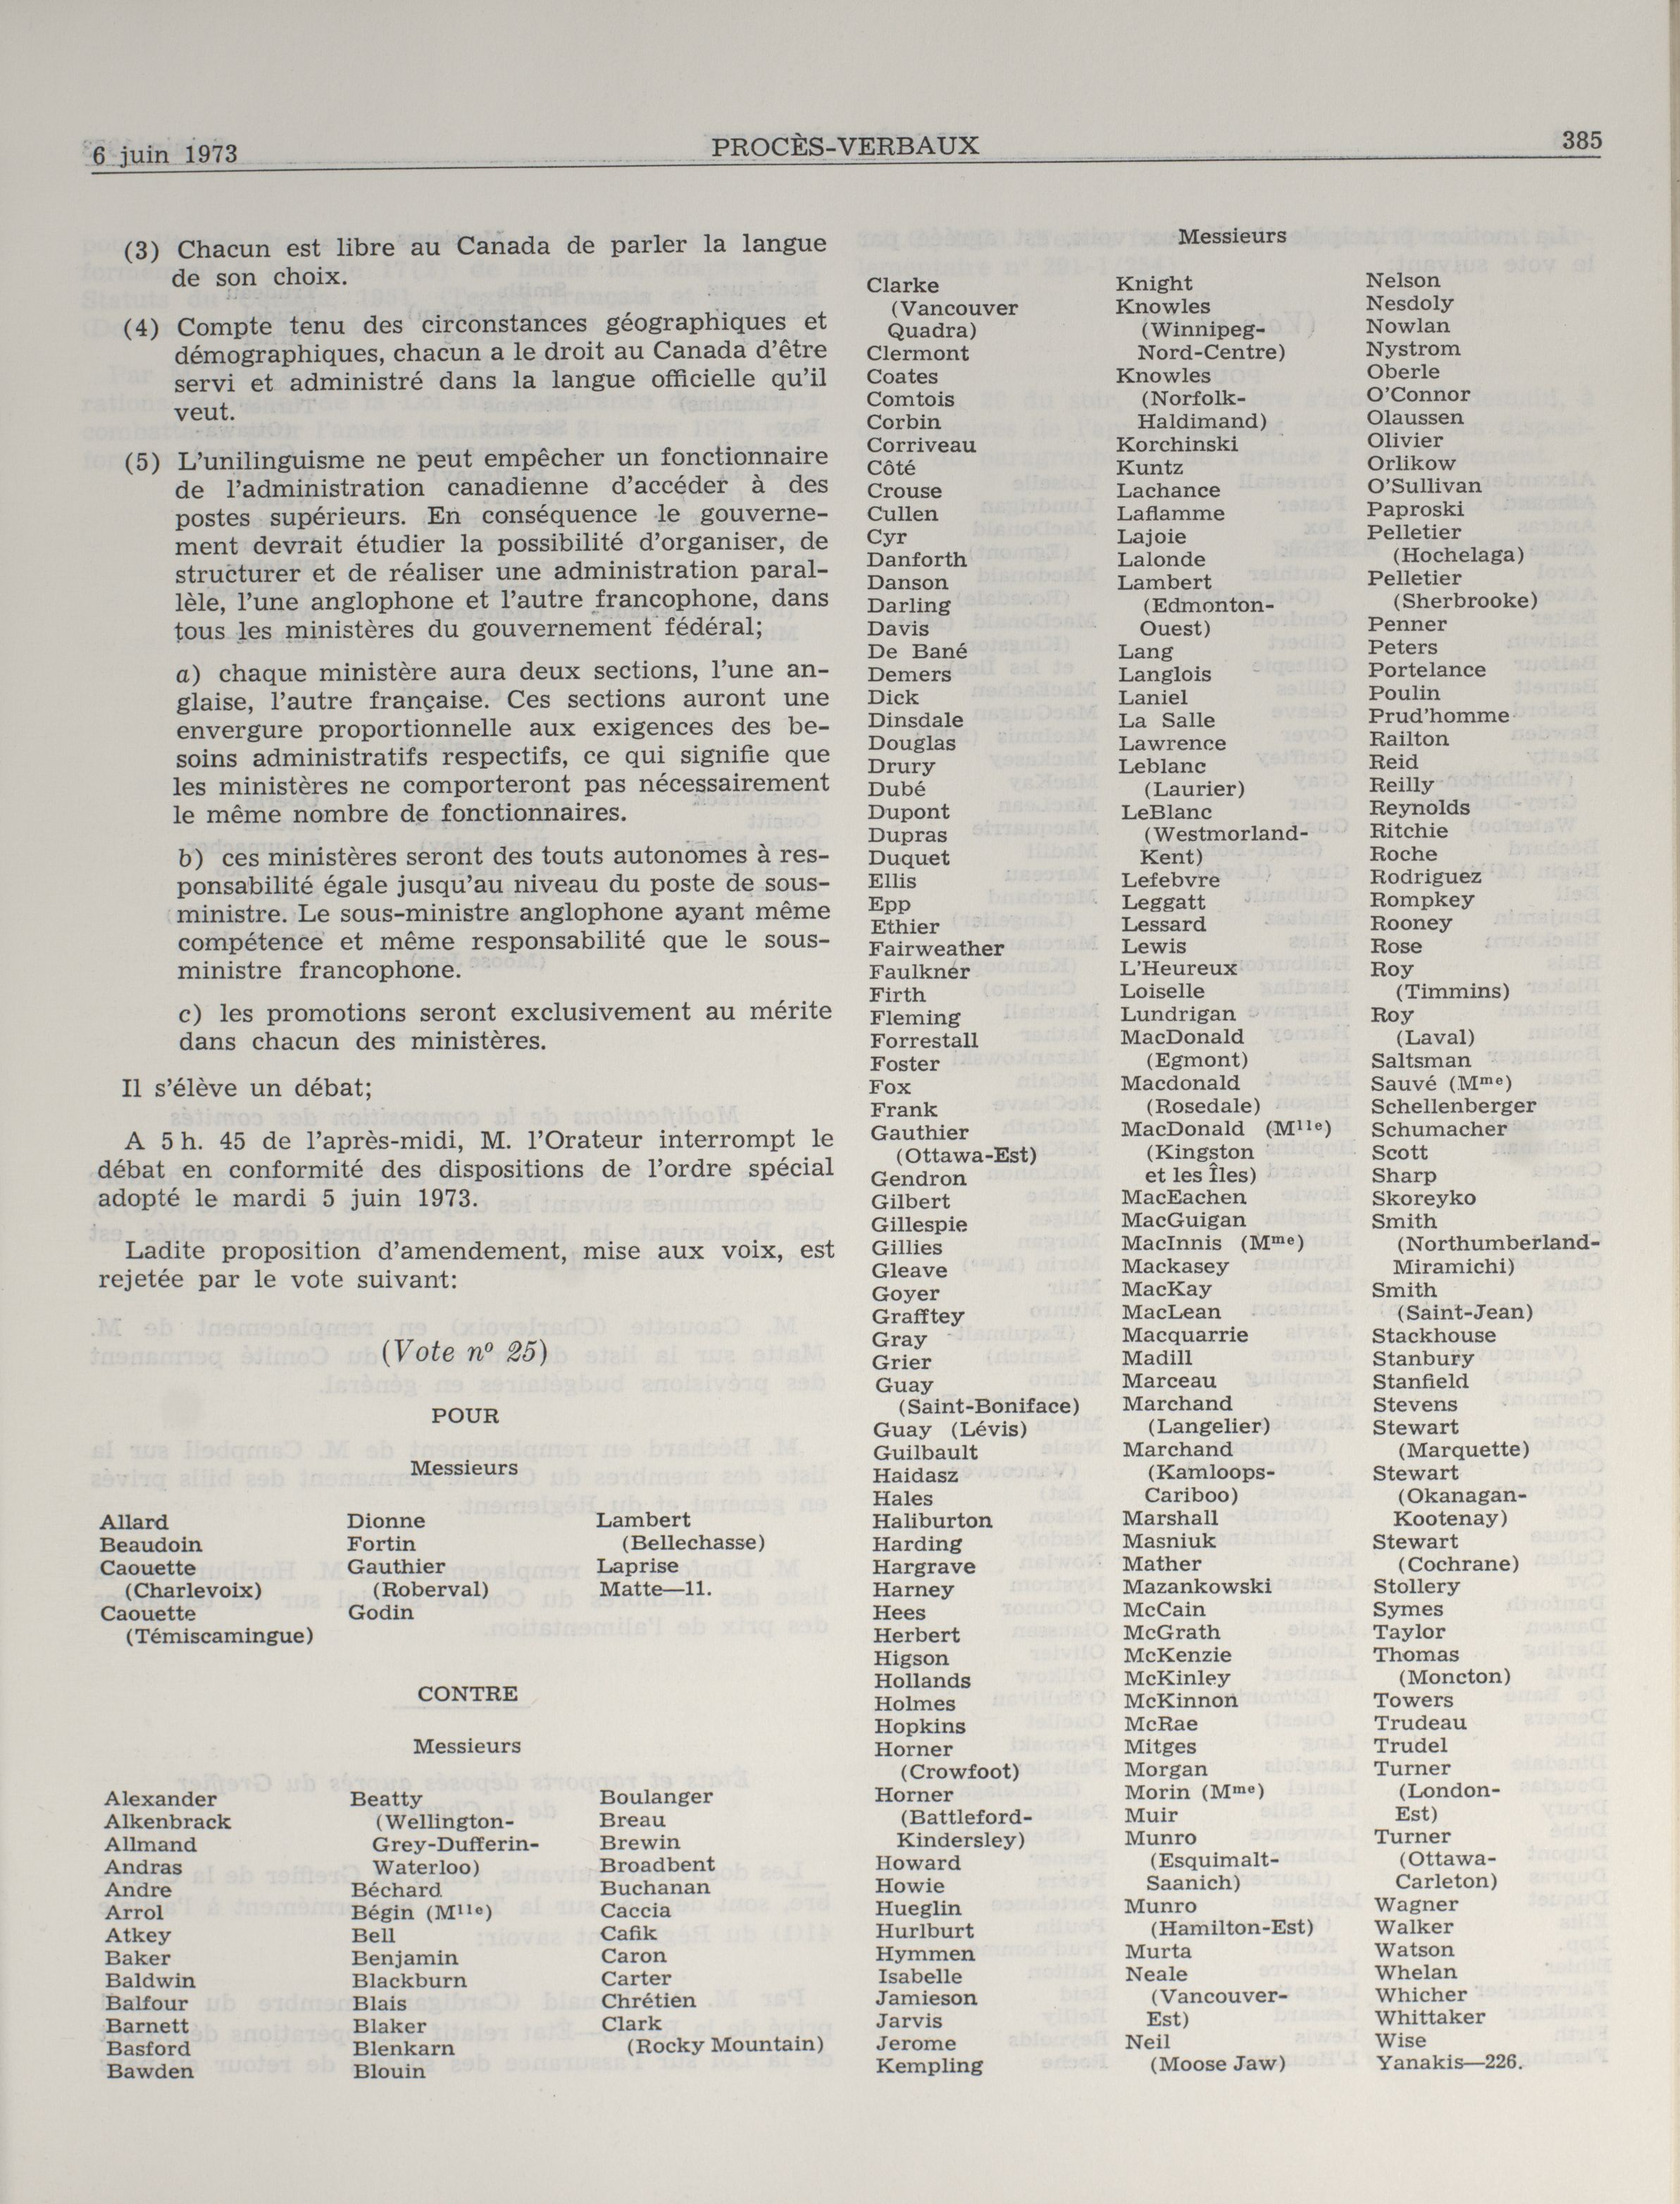 6 juin 1973
PROCÈS-VERBAUX
385
(3) Chacun est libre au Canada de parler la langue
de son choix.
(4) Compte tenu des circonstances géographiques et
démographiques, chacun a le droit au Canada d'être
servi et administré dans la langue officielle qu'il
veut.
(5) L'unilinguisme ne peut empêcher un fonctionnaire
de l'administration canadienne d'accéder à des
postes supérieurs. En conséquence le gouverne-
ment devrait étudier la possibilité d'organiser, de
structurer et de réaliser une administration paral-
lèle, l'une anglophone et l'autre francophone, dans
tous les ministères du gouvernement fédéral;
a) chaque ministère aura deux sections, l'une an-
glaise, l'autre française. Ces sections auront une
envergure proportionnelle aux exigences des be-
soins administratifs respectifs, ce qui signifie que
les ministères ne comporteront pas nécessairement
le même nombre de fonctionnaires.
b) ces ministères seront des touts autonomes à res-
ponsabilité égale jusqu'au niveau du poste de sous-
ministre. Le sous-ministre anglophone ayant même
compétence et même responsabilité que le sous-
ministre francophone.
c) les promotions seront exclusivement au mérite
dans chacun des ministères.
Il s'élève un débat;
A 5 h. 45 de l'après-midi, M. l'Orateur interrompt le
débat en conformité des dispositions de l'ordre spécial
adopté le mardi 5 juin 1973.
Ladite proposition d'amendement, mise aux voix, est
rejetée par le vote suivant:
(Vote nº 25)
POUR
Messieurs
Allard
Beaudoin
Caouette
(Charlevoix)
Caouette
(Témiscamingue)
Dionne
Fortin
Gauthier
(Roberval)
Godin
Lambert
(Bellechasse)
Laprise
Matte—11.
CONTRE
Messieurs
Alexander
Alkenbrack
Allmand
Andras
Andre
Arrol
Atkey
Baker
Baldwin
Balfour
Barnett
Basford
Bawden
Beatty
(Wellington-
Grey-Dufferin-
Waterloo)
Béchard
Bégin (Mlle)
Bell
Benjamin
Blackburn
Blais
Blaker
Blenkarn
Blouin
Boulanger
Breau
Brewin
Broadbent
Buchanan
Caccia
Cafik
Caron
Carter
Chrétien
Clark
(Rocky Mountain)
Messieurs
Clarke
(Vancouver
Quadra)
Clermont
Coates
Comtois
Corbin
Corriveau
Côté
Crouse
Cullen
Cyr
Danforth
Danson
Darling
Davis
De Bané
Demers
Dick
Dinsdale
Douglas
Drury
Dubé
Dupont
Dupras
Duquet
Ellis
Epp
Ethier
Fairweather
Faulkner
Firth
Fleming
Forrestall
Foster
Fox
Frank
Gauthier
(Ottawa-Est)
Gendron
Gilbert
Gillespie
Gillies
Gleave
Goyer
Grafftey
Gray
Grier
Guay
(Saint-Boniface)
Guay (Lévis)
Guilbault
Haidasz
Hales
Haliburton
Harding
Hargrave
Harney
Hees
Herbert
Higson
Hollands
Holmes
Hopkins
Horner
(Crowfoot)
Horner
(Battleford-
Kindersley)
Howard
Howie
Hueglin
Hurlburt
Hymmen
Isabelle
Jamieson
Jarvis
Jerome
Kempling
Knight
Knowles
(Winnipeg-
Nord-Centre)
Knowles
(Norfolk-
Haldimand)
Korchinski
Kuntz
Lachance
Laflamme
Lajoie
Lalonde
Lambert
(Edmonton-
Ouest)
Lang
Langlois
Laniel
La Salle
Lawrence
Leblanc
(Laurier)
LeBlanc
(Westmorland-
Kent)
Lefebvre
Leggatt
Lessard
Lewis
L'Heureux
Loiselle
Lundrigan
MacDonald
(Egmont)
Macdonald
(Rosedale)
MacDonald (Mlle)
(Kingston
et les Îles)
MacEachen
MacGuigan
MacInnis (Mme)
Mackasey
MacKay
MacLean
Macquarrie
Madill
Marceau
Marchand
(Langelier)
Marchand
(Kamloops-
Cariboo)
Marshall
Masniuk
Mather
Mazankowski
McCain
McGrath
McKenzie
McKinley
McKinnon
McRae
Mitges
Morgan
Morin (Mme)
Muir
Munro
(Esquimalt-
Saanich)
Munro
(Hamilton-Est)
Murta
Neale
(Vancouver-
Est)
Neil
(Moose Jaw)
Nelson
Nesdoly
Nowlan
Nystrom
Oberle
O'Connor
Olaussen
Olivier
Orlikow
O'Sullivan
Paproski
Pelletier
(Hochelaga)
Pelletier
(Sherbrooke)
Penner
Peters
Portelance
Poulin
Prud'homme
Railton
Reid
Reilly
Reynolds
Ritchie
Roche
Rodriguez
Rompkey
Rooney
Rose
Roy
(Timmins)
Roy
(Laval)
Saltsman
Sauvé (Mme)
Schellenberger
Schumacher
Scott
Sharp
Skoreyko
Smith
(Northumberland-
Miramichi)
Smith
(Saint-Jean)
Stackhouse
Stanbury
Stanfield
Stevens
Stewart
(Marquette)
Stewart
(Okanagan-
Kootenay)
Stewart
(Cochrane)
Stollery
Symes
Taylor
Thomas
(Moncton)
Towers
Trudeau
Trudel
Turner
(London-
Est)
Turner
(Ottawa-
Carleton)
Wagner
Walker
Watson
Whelan
Whicher
Whittaker
Wise
Yanakis—226.